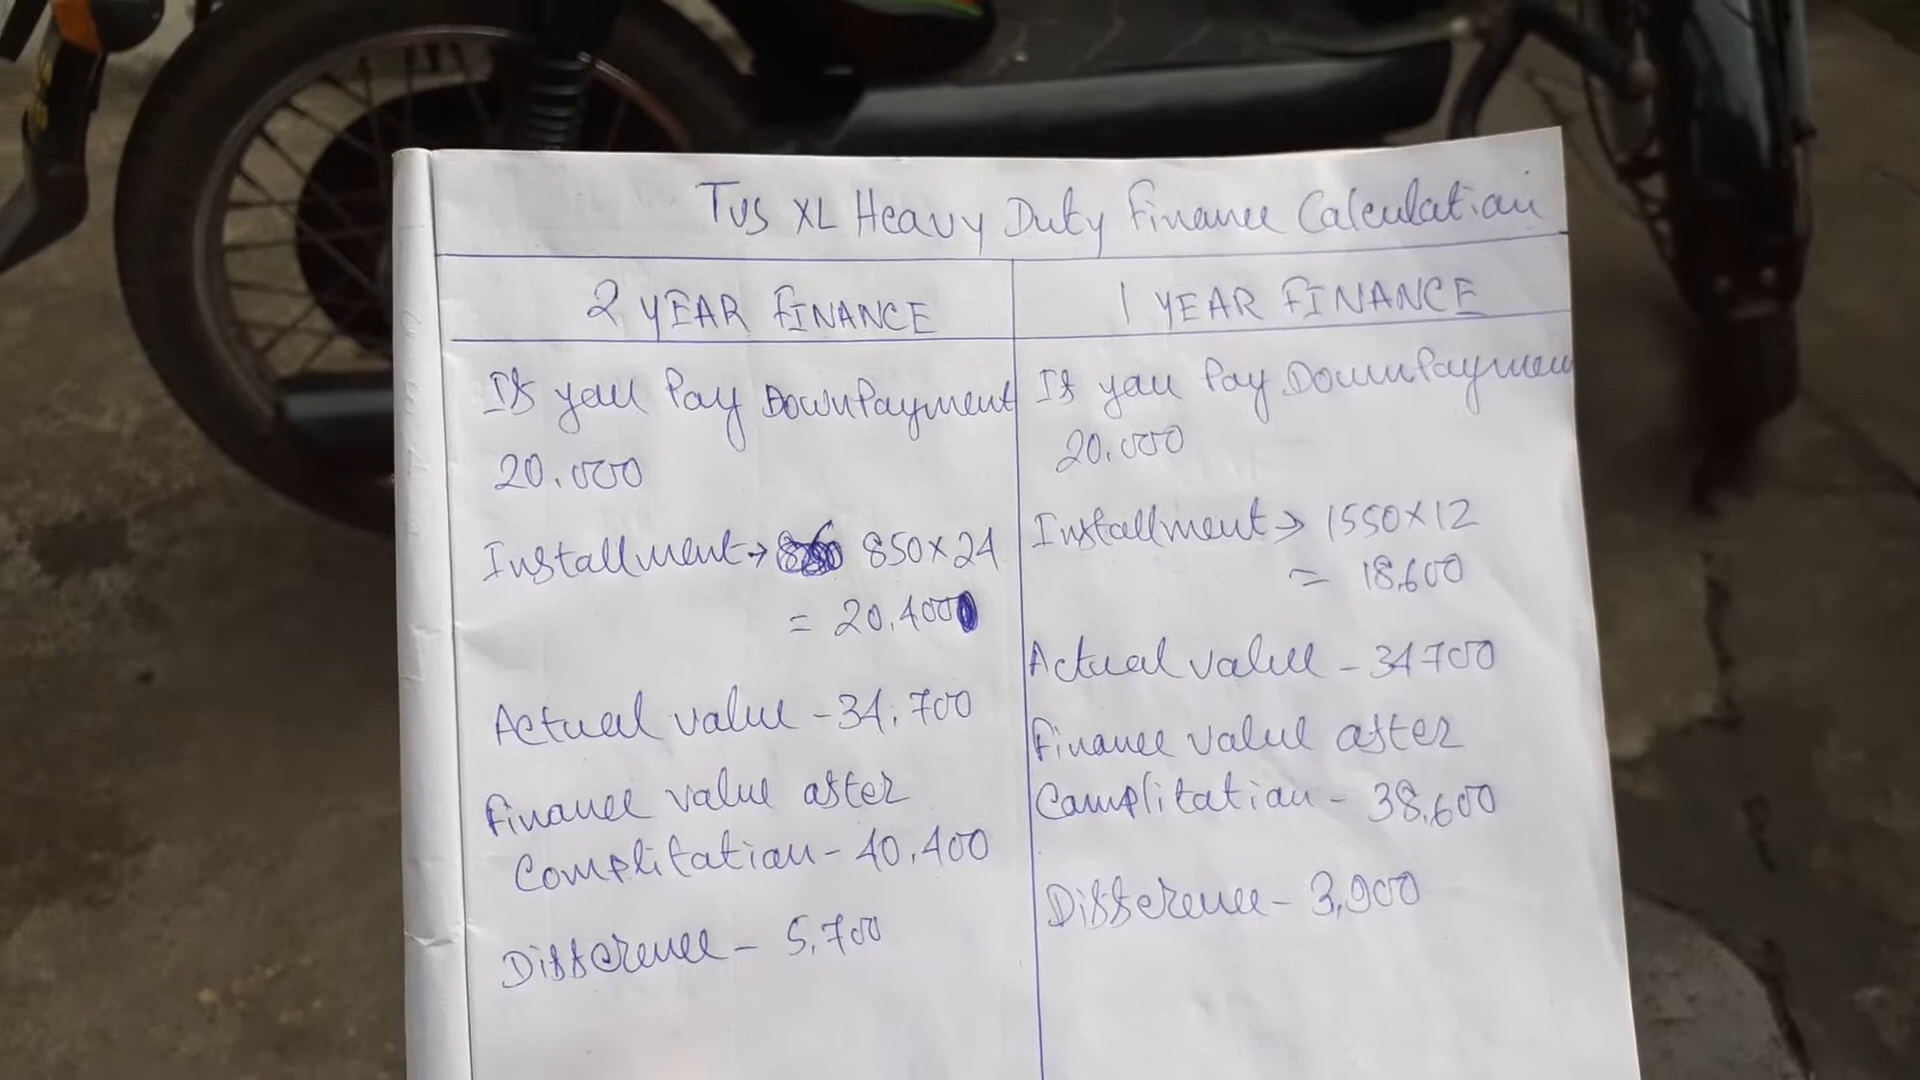 TVS XL Heavy Duty Finance Calculation
2 YEAR FINANCE
If you Pay DownPayment
20.000
Installment → 850×24
= 20.400
Actual value - 34.700
Finance value after
Complitation - 40.400
Difference - 5.700
1 YEAR FINANCE
If you Pay DownPaymen
20.000
Installment → 1550×12
= 18.600
Actual value - 34700
Finance value after
Complitation - 38.600
Difference - 3.900